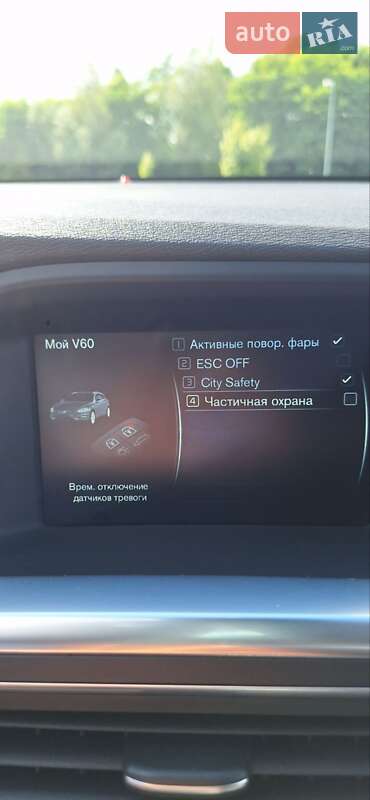 auto RIA.com
Мой V60
1 Активные повор. фары
2 ESC OFF
3 City Safety
4 Частичная охрана
Врем. отключение
датчиков тревоги